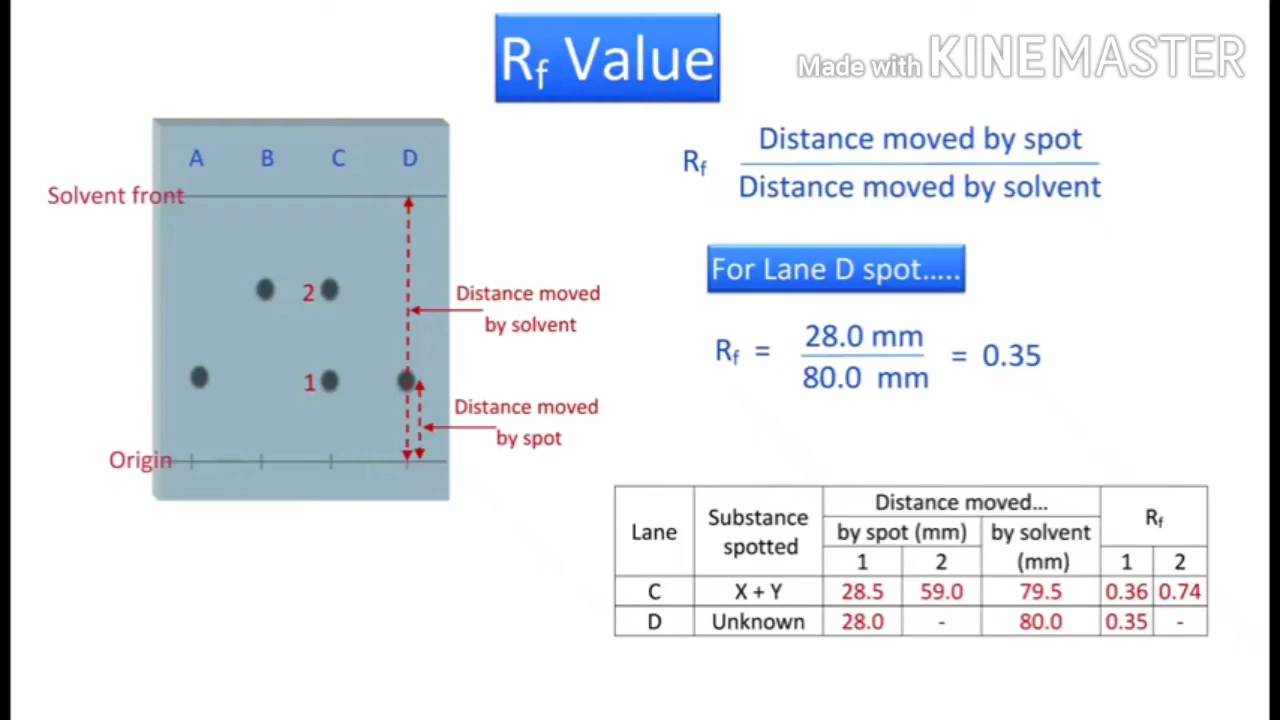 Rf Value
Made with KINEMASTER
A B C D
Solvent front
2
1
Distance moved
by solvent
Distance moved
by spot
Origin
Rf Distance moved by spot
Distance moved by solvent
For Lane D spot.....
Rf = 28.0 mm
80.0 mm
= 0.35
Lane Substance spotted Distance moved... Rf
by spot (mm) by solvent (mm)
1 2 1 2
C X + Y 28.5 59.0 79.5 0.36 0.74
D Unknown 28.0 - 80.0 0.35 -